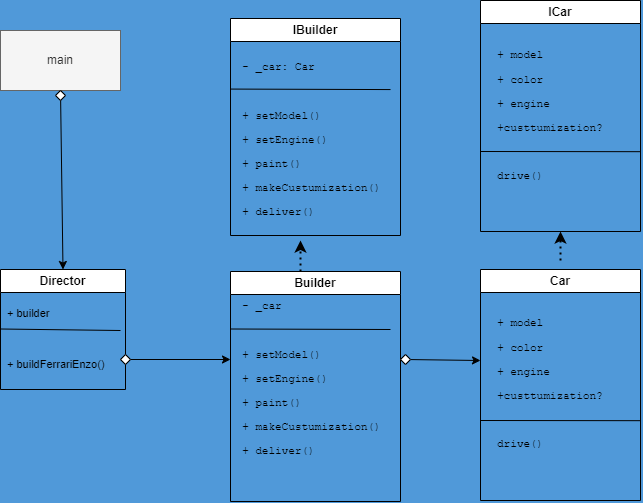 main
IBuilder
- _car: Car
+ setModel()
+ setEngine()
+ paint()
+ makeCustumization()
+ deliver()
ICar
+ model
+ color
+ engine
+custtumization?
drive()
Director
+ builder
+ buildFerrariEnzo()
Builder
- _car
+ setModel()
+ setEngine()
+ paint()
+ makeCustumization()
+ deliver()
Car
+ model
+ color
+ engine
+custtumization?
drive()